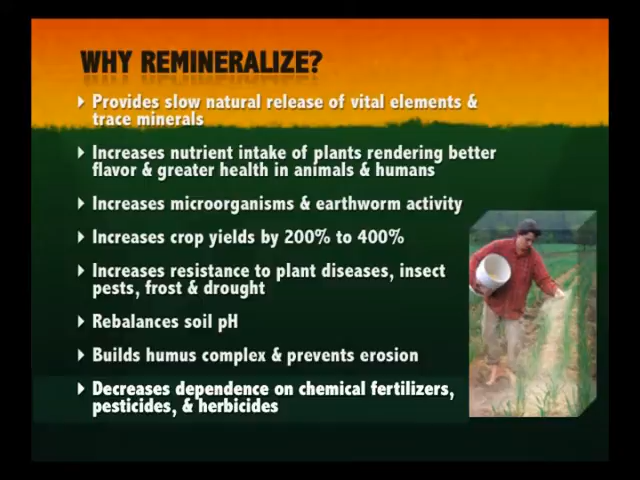 WHY REMINERALIZE?
Provides slow natural release of vital elements &
trace minerals
Increases nutrient intake of plants rendering better
flavor & greater health in animals & humans
Increases microorganisms & earthworm activity
Increases crop yields by 200% to 400%
Increases resistance to plant diseases, insect
pests, frost & drought
Rebalances soil pH
Builds humus complex & prevents erosion
Decreases dependence on chemical fertilizers,
pesticides, & herbicides